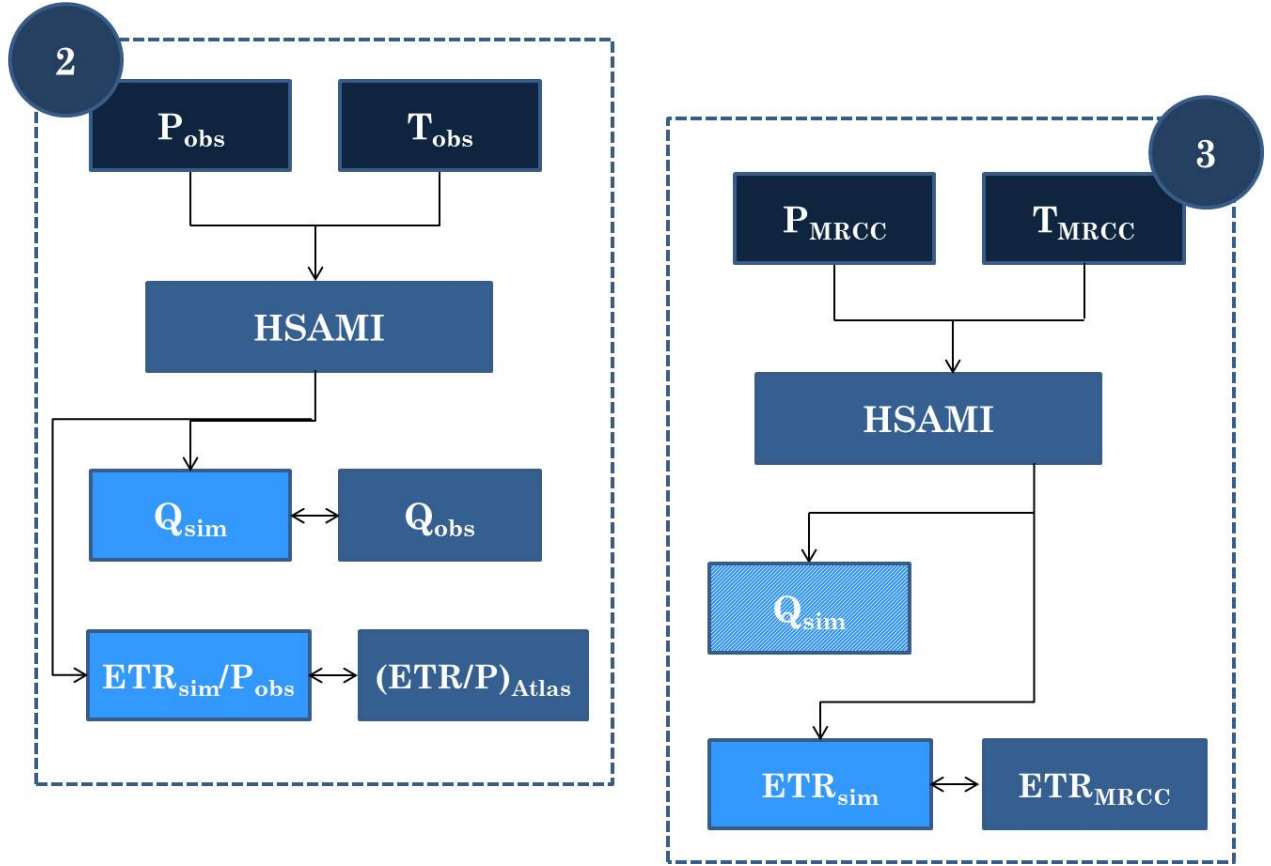 2
P_obs
T_obs
HSAMI
Q_sim
Q_obs
ETR_sim/P_obs
(ETR/P)_Atlas
3
P_MRCC
T_MRCC
HSAMI
Q_sim
ETR_sim
ETR_MRCC